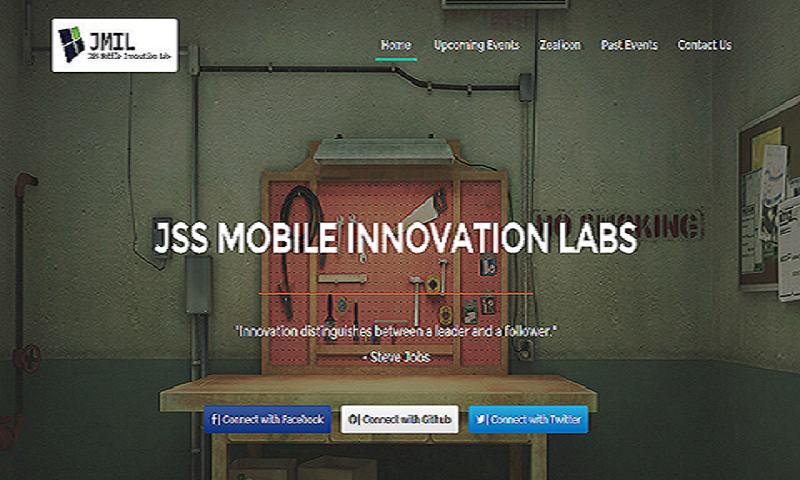 JMIL
JSS Mobile Innovation Lab
Home Upcoming Events Zealicon Past Events Contact Us
NO SMOKING
JSS MOBILE INNOVATION LABS
"Innovation distinguishes between a leader and a follower."
- Steve Jobs
f| Connect with Facebook
| Connect with Github
| Connect with Twitter